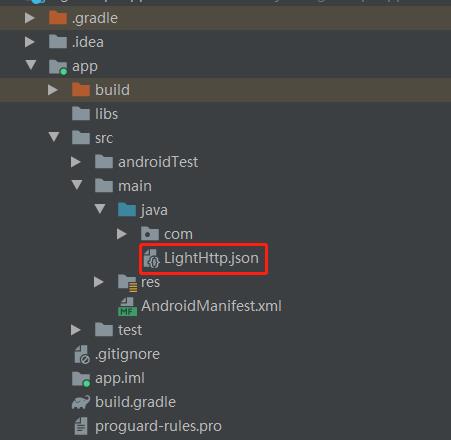 .gradle
.idea
app
build
libs
src
androidTest
main
java
com
LightHttp.json
res
MF AndroidManifest.xml
test
.gitignore
app.iml
build.gradle
proguard-rules.pro